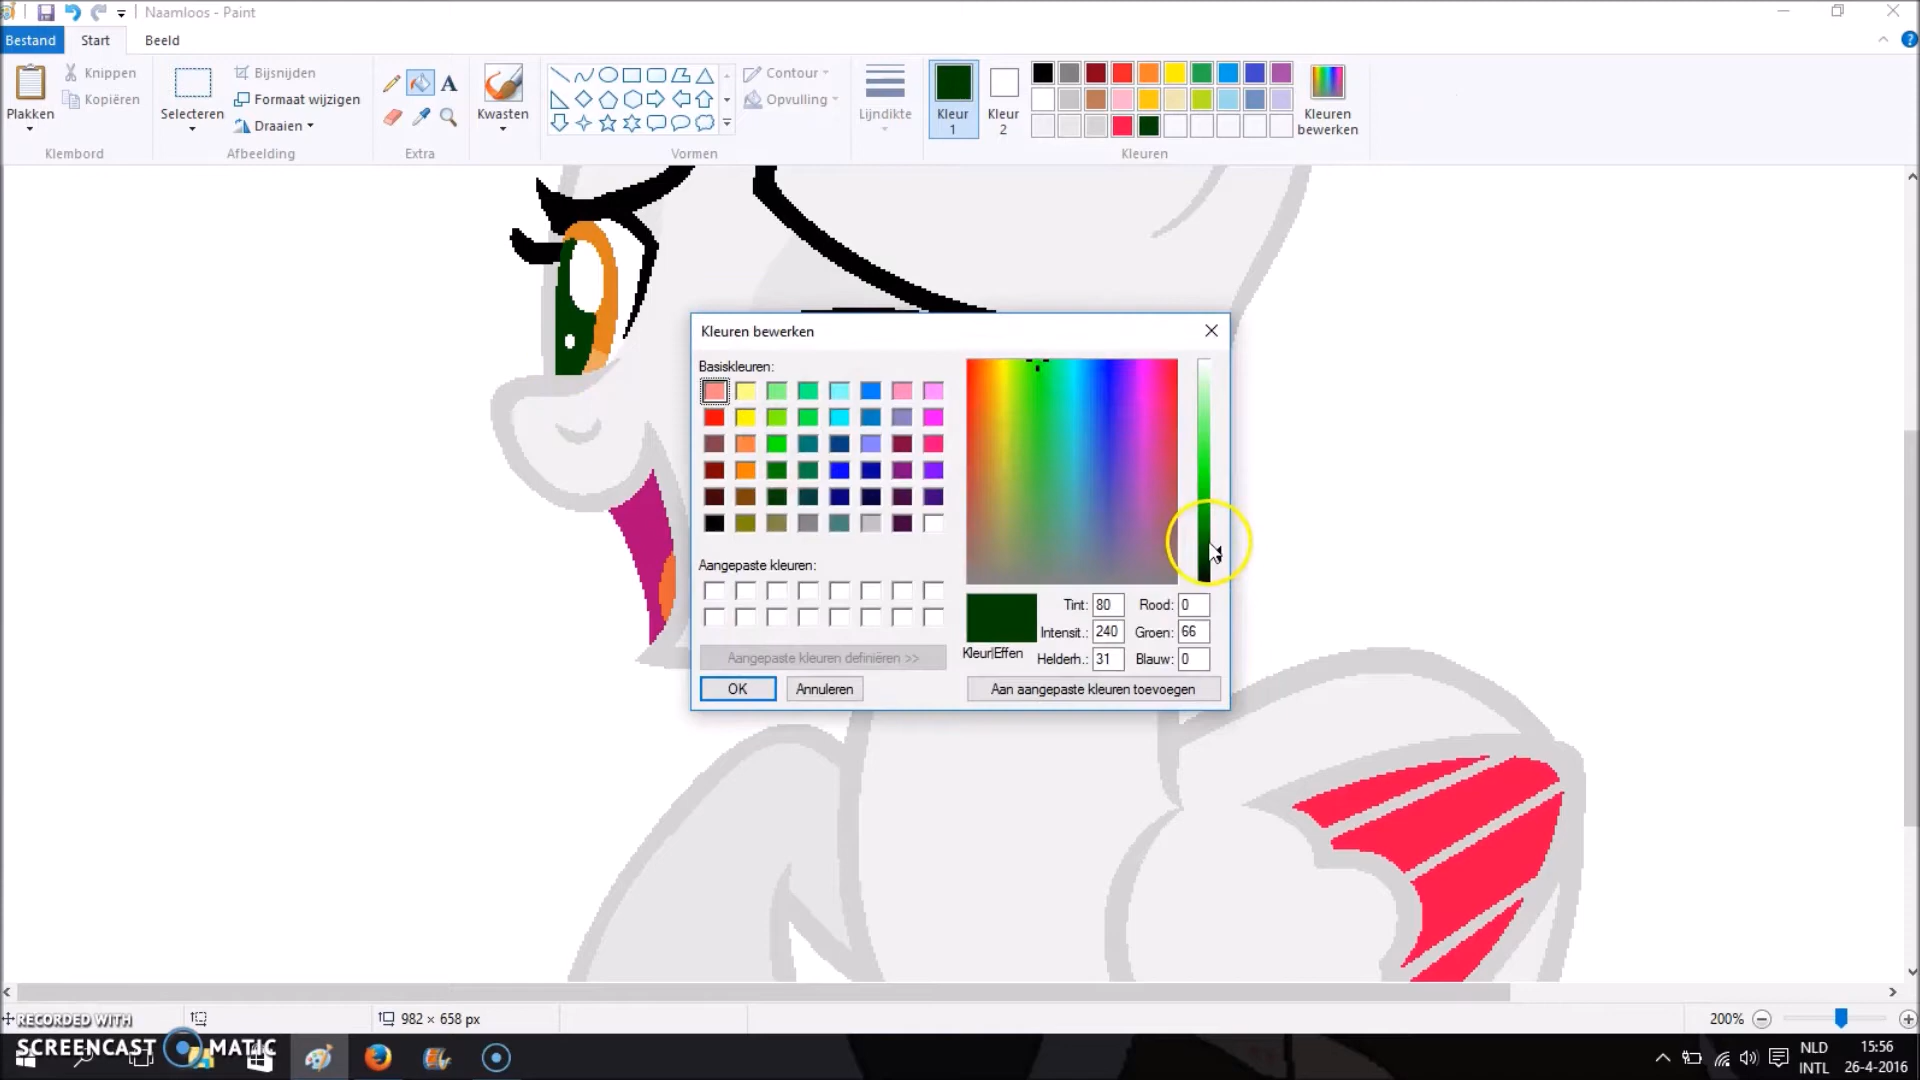 Naamloos - Paint
Bestand Start Beeld
Plakken
Knippen
Kopiëren
Klembord
Selecteren
Bijsnijden
Formaat wijzigen
Draaien
Afbeelding
A
Extra
Kwasten
Contour
Opvulling
Vormen
Lijndikte
Kleur
1
Kleur
2
Kleuren
bewerken
Kleuren
?
Kleuren bewerken
Basiskleuren:
Aangepaste kleuren:
Aangepaste kleuren definiëren >>
OK Annuleren
Kleur|Effen
Tint: 80 Rood: 0
Intensit.: 240 Groen: 66
Helderh.: 31 Blauw: 0
Aan aangepaste kleuren toevoegen
982 × 658 px
200%
RECORDED WITH
SCREENCAST MATIC
NLD
INTL
15:56
26-4-2016